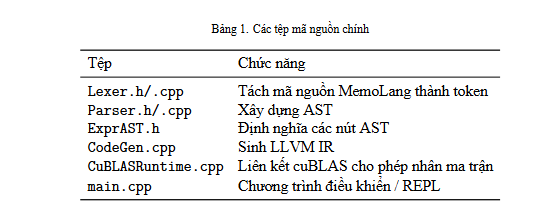 Bảng 1. Các tệp mã nguồn chính
Tệp Chức năng
Lexer.h/.cpp Tách mã nguồn MemoLang thành token
Parser.h/.cpp Xây dựng AST
ExprAST.h Định nghĩa các nút AST
CodeGen.cpp Sinh LLVM IR
CuBLASRuntime.cpp Liên kết cuBLAS cho phép nhân ma trận
main.cpp Chương trình điều khiển / REPL